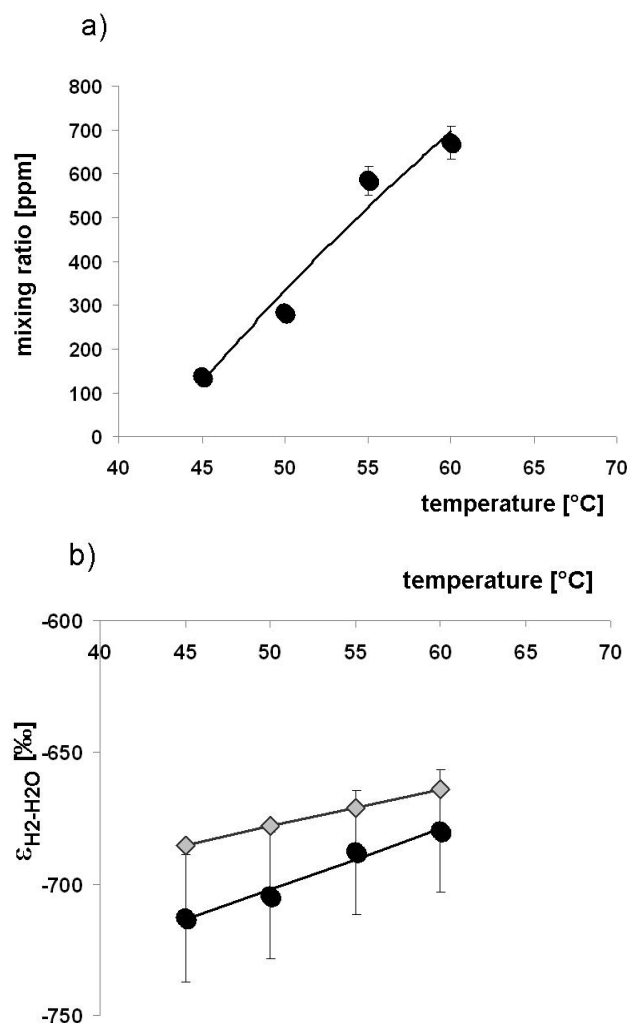 a)
mixing ratio [ppm]
800
700
600
500
400
300
200
100
0
40 45 50 55 60 65 70
temperature [°C]
b)
temperature [°C]
εH2-H2O [‰]
-600
40 45 50 55 60 65 70
-650
-700
-750